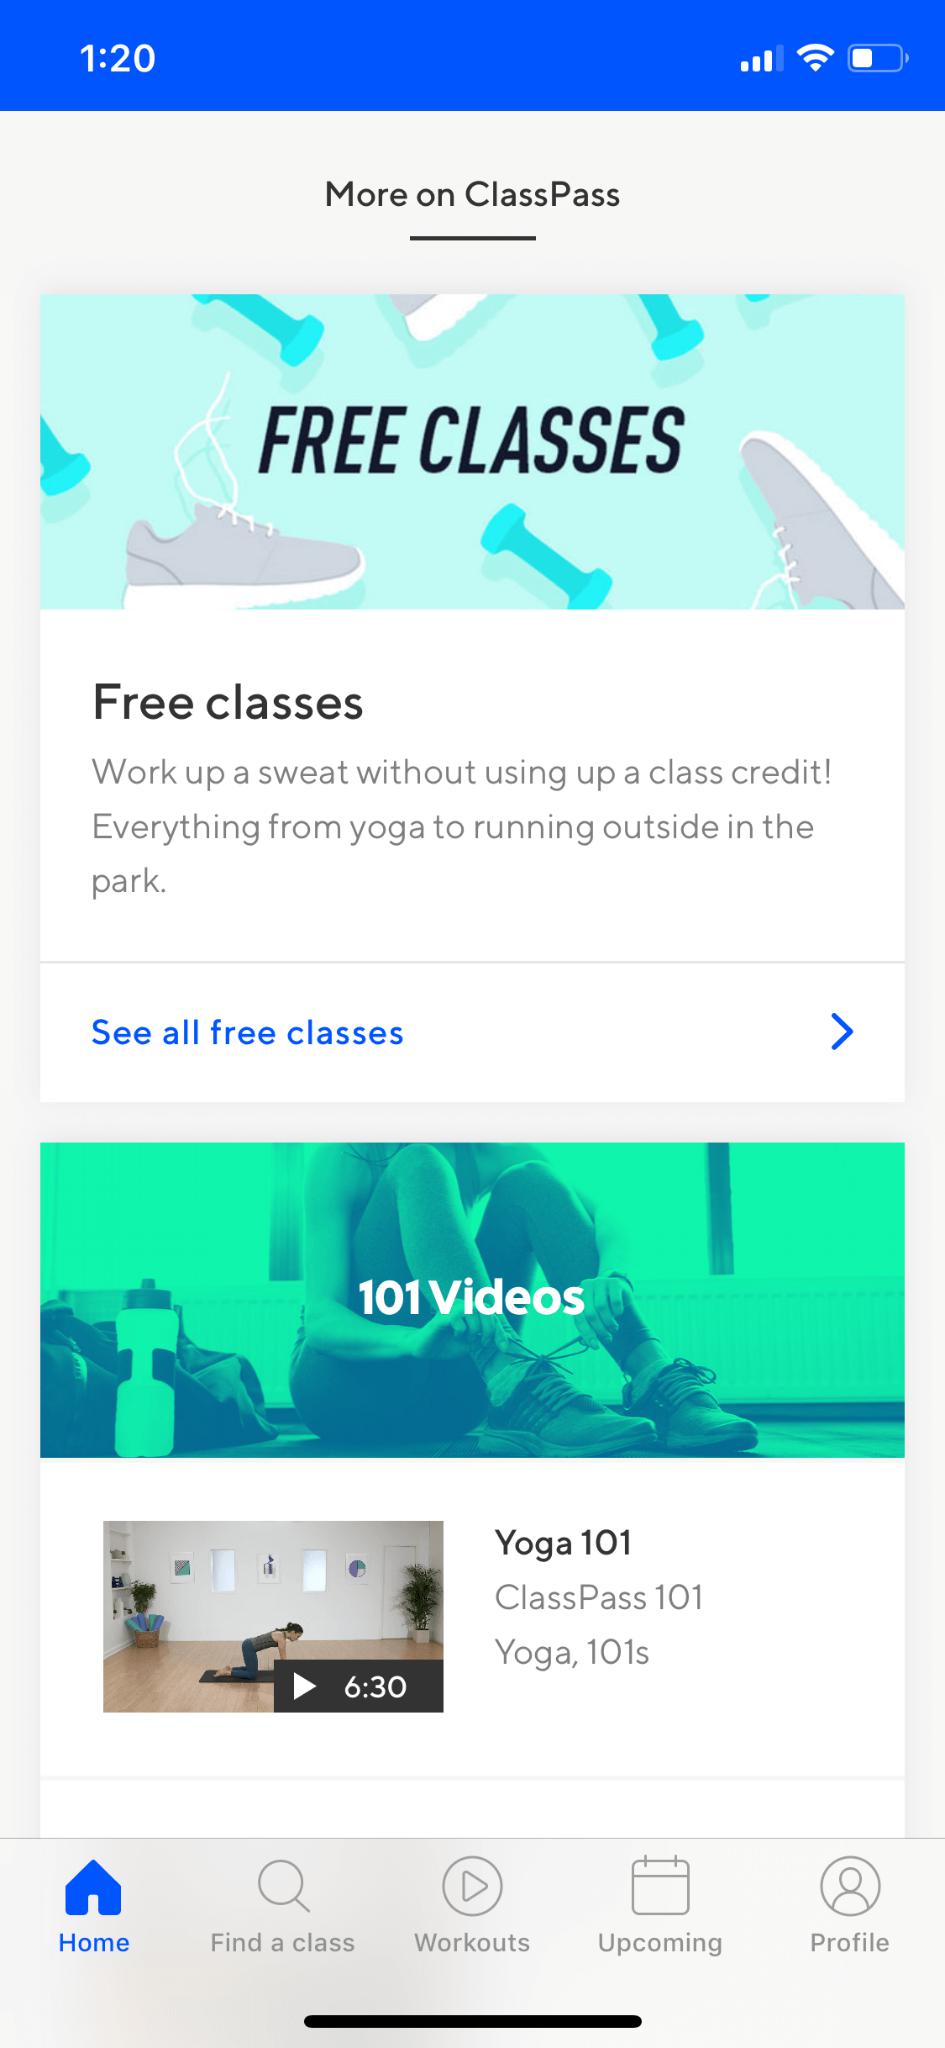 1:20
More on ClassPass
FREE CLASSES
Free classes
Work up a sweat without using up a class credit!
Everything from yoga to running outside in the
park.
See all free classes
101 Videos
Yoga 101
ClassPass 101
Yoga, 101s
6:30
Home
Find a class
Workouts
Upcoming
Profile